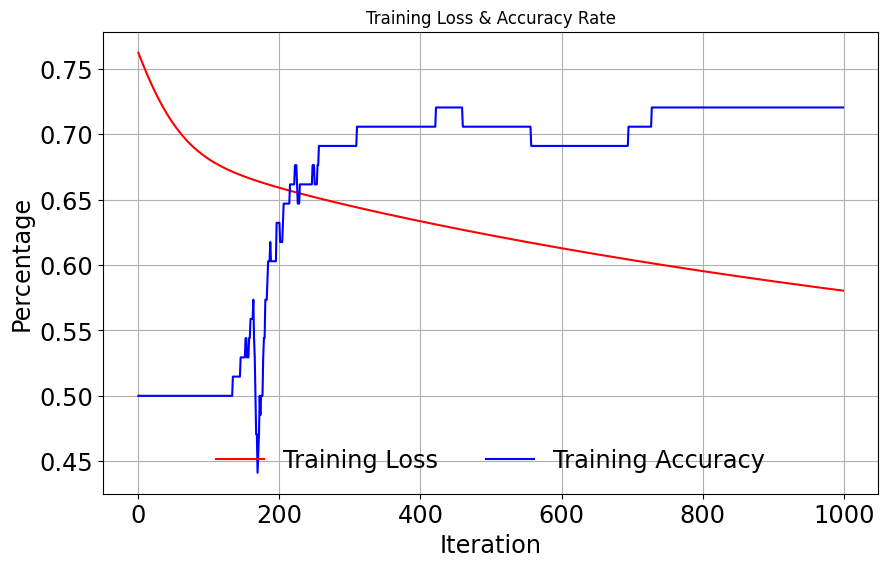 Training Loss & Accuracy Rate
0.75
0.70
0.65
0.60
0.55
0.50
0.45
Percentage
Training Loss
Training Accuracy
0 200 400 600 800 1000
Iteration